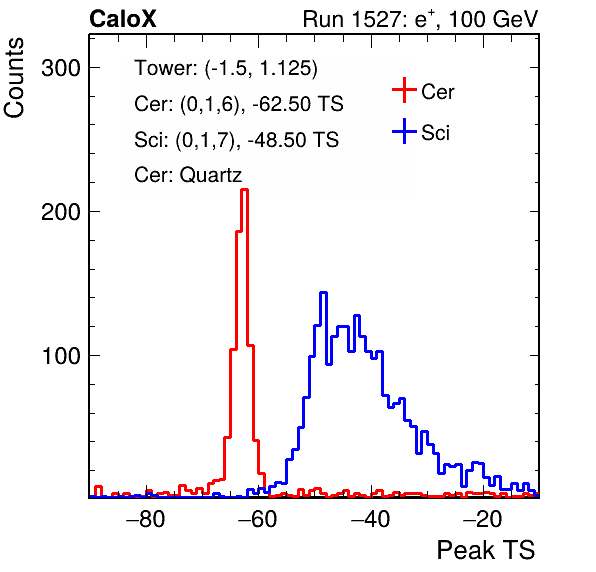 CaloX Run 1527: e⁺, 100 GeV
Counts
300
200
100
Tower: (-1.5, 1.125)
Cer: (0,1,6), -62.50 TS
Sci: (0,1,7), -48.50 TS
Cer: Quartz
Cer
Sci
−80 −60 −40 −20
Peak TS